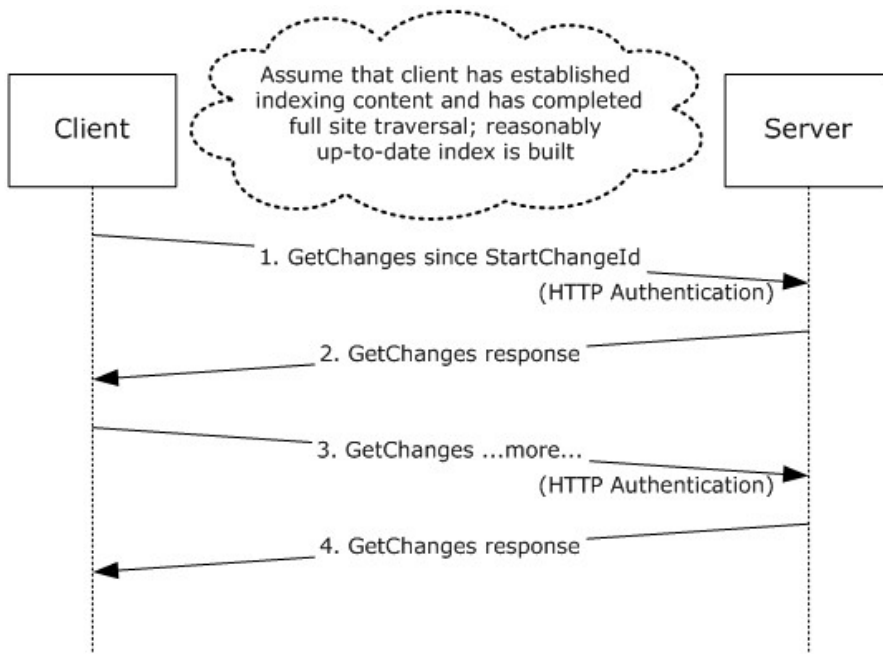 Assume that client has established
indexing content and has completed
full site traversal; reasonably
up-to-date index is built
Client
Server
1. GetChanges since StartChangeId
(HTTP Authentication)
2. GetChanges response
3. GetChanges ...more...
(HTTP Authentication)
4. GetChanges response